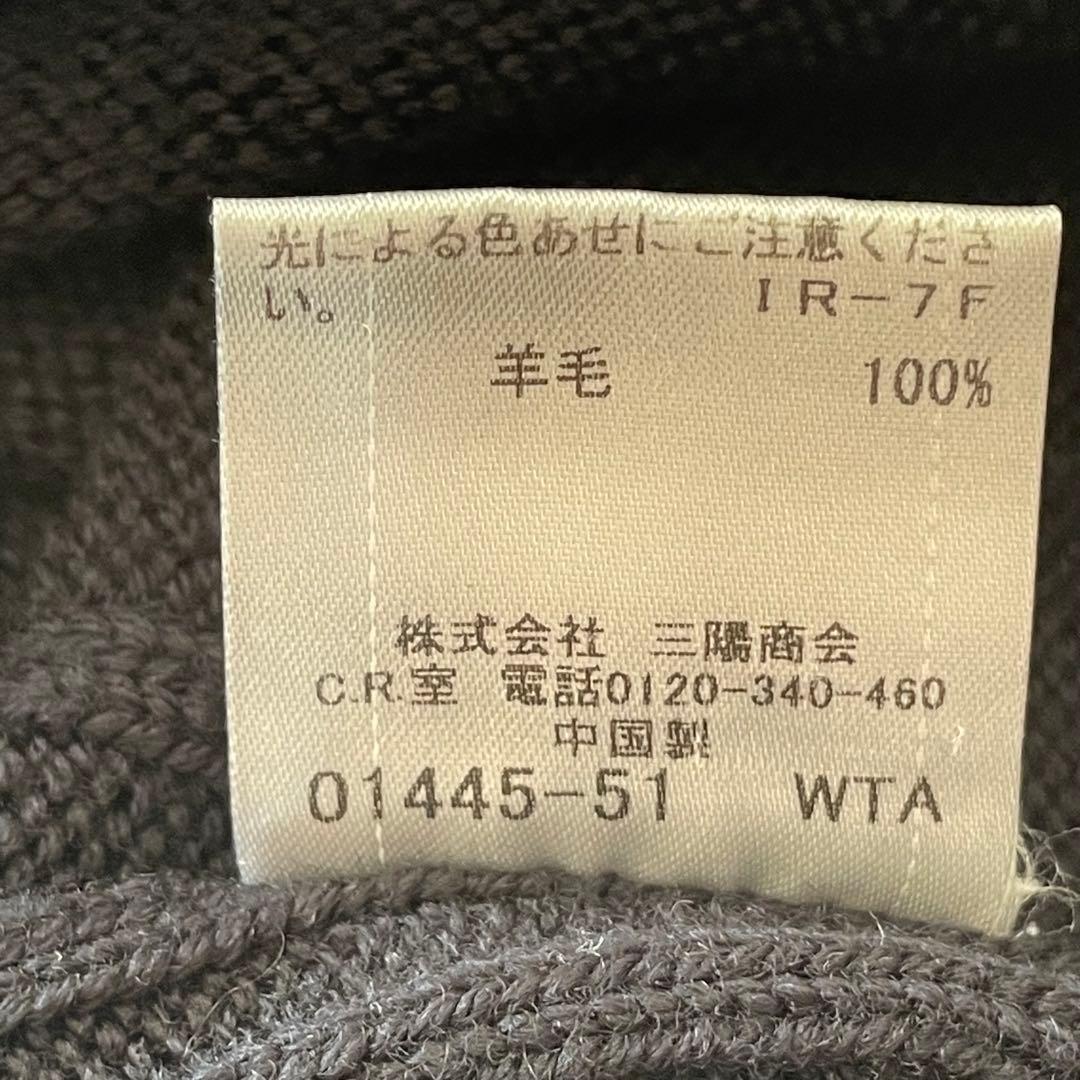 光による色あせにご注意くださ
い。 IR-7F
羊毛 100%
株式会社 三陽商会
C.R.室 電話0120-340-460
中国製
01445-51 WTA